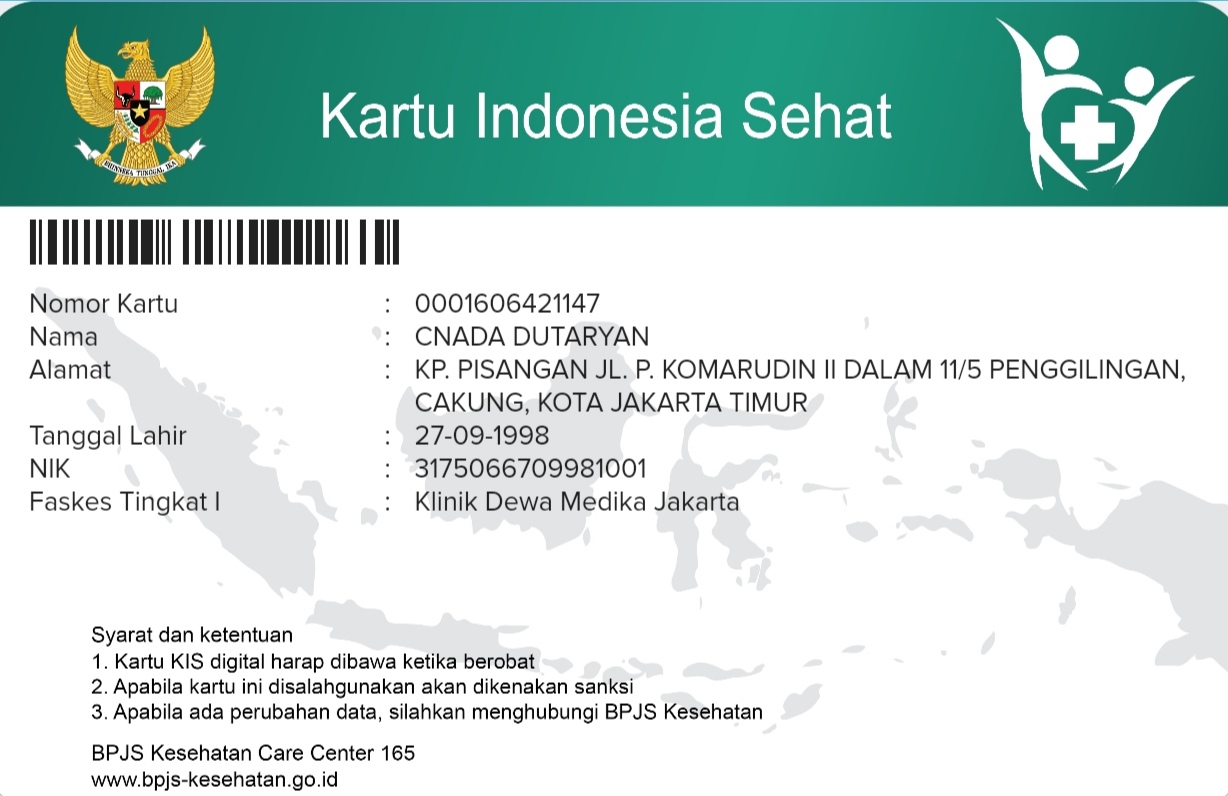 BHINNEKA TUNGGAL IKA
Kartu Indonesia Sehat
Nomor Kartu : 0001606421147
Nama : CNADA DUTARYAN
Alamat : KP. PISANGAN JL. P. KOMARUDIN II DALAM 11/5 PENGGILINGAN,
CAKUNG, KOTA JAKARTA TIMUR
Tanggal Lahir : 27-09-1998
NIK : 3175066709981001
Faskes Tingkat I : Klinik Dewa Medika Jakarta
Syarat dan ketentuan
1. Kartu KIS digital harap dibawa ketika berobat
2. Apabila kartu ini disalahgunakan akan dikenakan sanksi
3. Apabila ada perubahan data, silahkan menghubungi BPJS Kesehatan
BPJS Kesehatan Care Center 165
www.bpjs-kesehatan.go.id